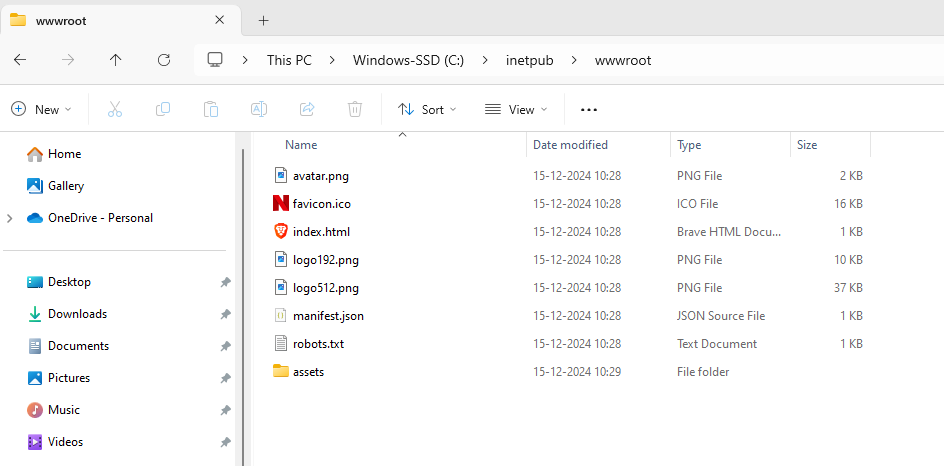 wwwroot
This PC > Windows-SSD (C:) > inetpub > wwwroot
New Sort View
Home
Gallery
OneDrive - Personal
Desktop
Downloads
Documents
Pictures
Music
Videos
Name Date modified Type Size
avatar.png 15-12-2024 10:28 PNG File 2 KB
favicon.ico 15-12-2024 10:28 ICO File 16 KB
index.html 15-12-2024 10:28 Brave HTML Docu... 1 KB
logo192.png 15-12-2024 10:28 PNG File 10 KB
logo512.png 15-12-2024 10:28 PNG File 37 KB
manifest.json 15-12-2024 10:28 JSON Source File 1 KB
robots.txt 15-12-2024 10:28 Text Document 1 KB
assets 15-12-2024 10:29 File folder